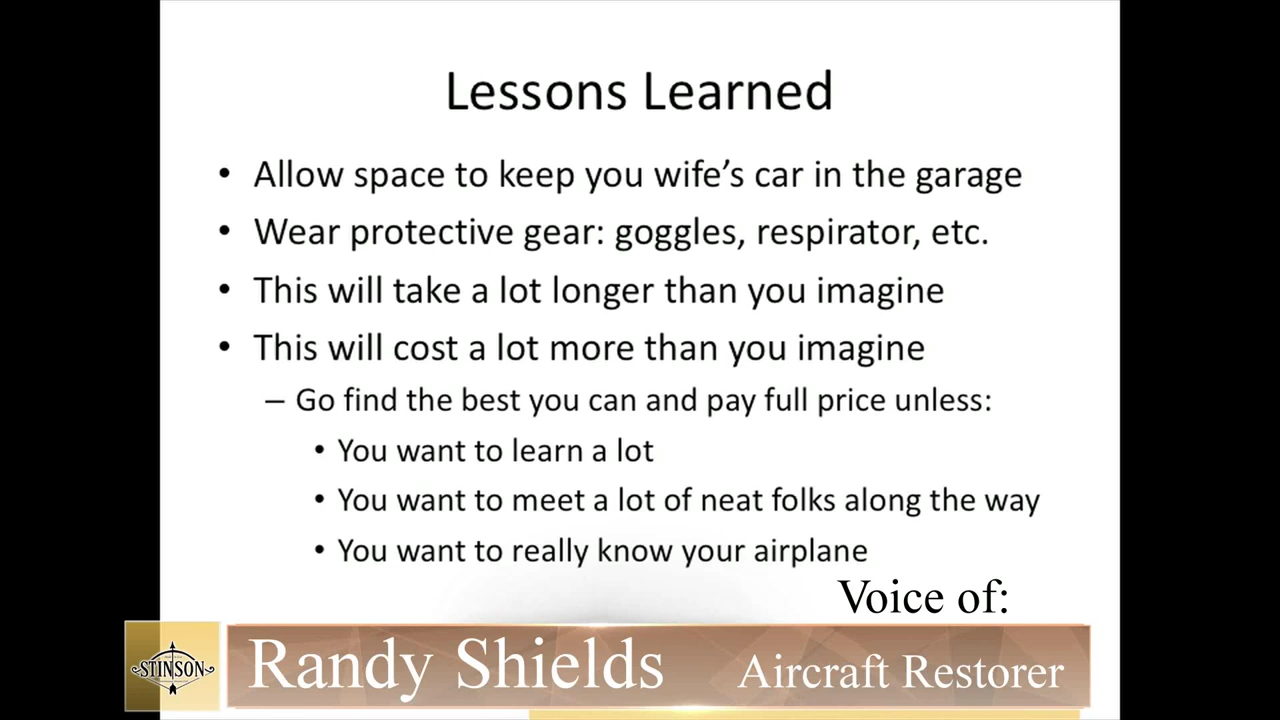 Lessons Learned
• Allow space to keep you wife's car in the garage
• Wear protective gear: goggles, respirator, etc.
• This will take a lot longer than you imagine
• This will cost a lot more than you imagine
– Go find the best you can and pay full price unless:
• You want to learn a lot
• You want to meet a lot of neat folks along the way
• You want to really know your airplane
Voice of:
STINSON
Randy Shields Aircraft Restorer